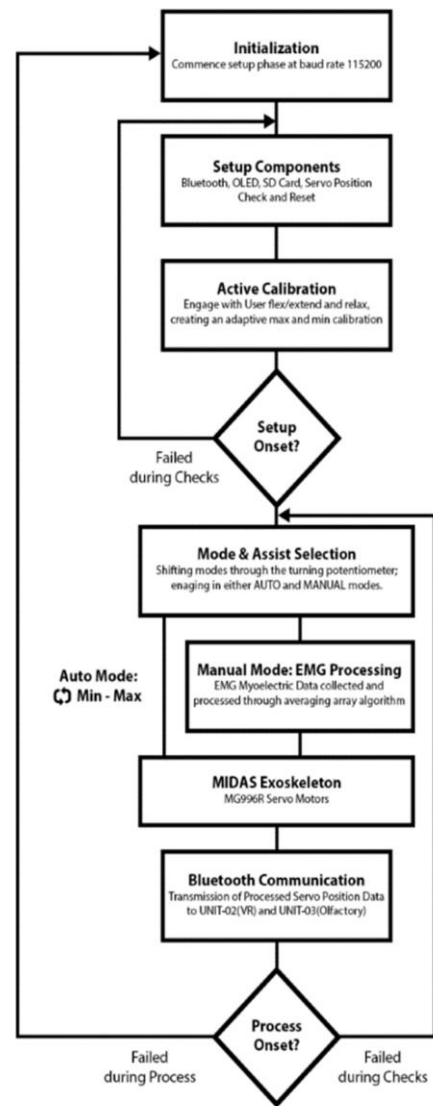 Initialization
Commence setup phase at baud rate 115200
Setup Components
Bluetooth, OLED, SD Card, Servo Position
Check and Reset
Active Calibration
Engage with User flex/extend and relax,
creating an adaptive max and min calibration
Setup
Onset?
Failed
during Checks
Mode & Assist Selection
Shifting modes through the turning potentiometer;
enaging in either AUTO and MANUAL modes.
Auto Mode:
Min - Max
Manual Mode: EMG Processing
EMG Myoelectric Data collected and
processed through averaging array algorithm
MIDAS Exoskeleton
MG996R Servo Motors
Bluetooth Communication
Transmission of Processed Servo Position Data
to UNIT-02(VR) and UNIT-03(Olfactory)
Process
Onset?
Failed
during Process
Failed
during Checks